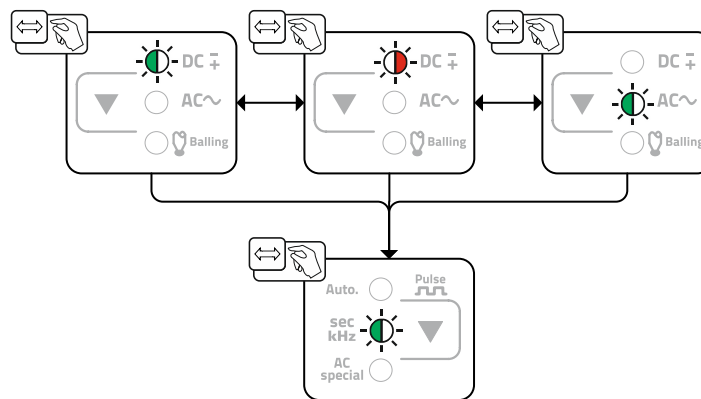 DC - +
AC ~
Balling
DC - +
AC ~
Balling
DC - +
AC ~
Balling
Auto.
Pulse
sec
kHz
AC
special